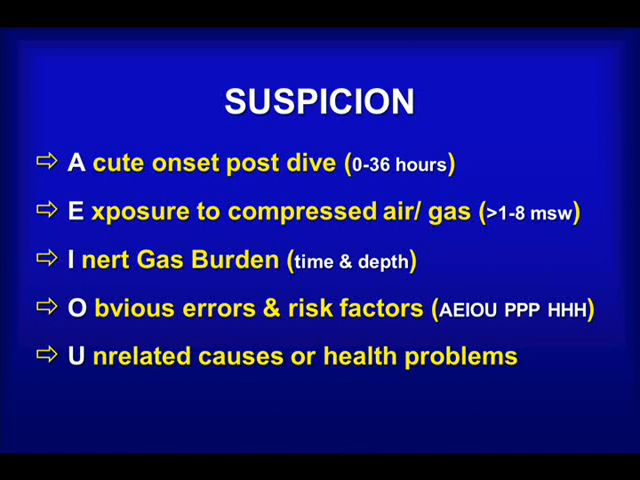 SUSPICION
⇨ A cute onset post dive (0-36 hours)
⇨ E xposure to compressed air/ gas (>1-8 msw)
⇨ I nert Gas Burden (time & depth)
⇨ O bvious errors & risk factors (AEIOU PPP HHH)
⇨ U nrelated causes or health problems